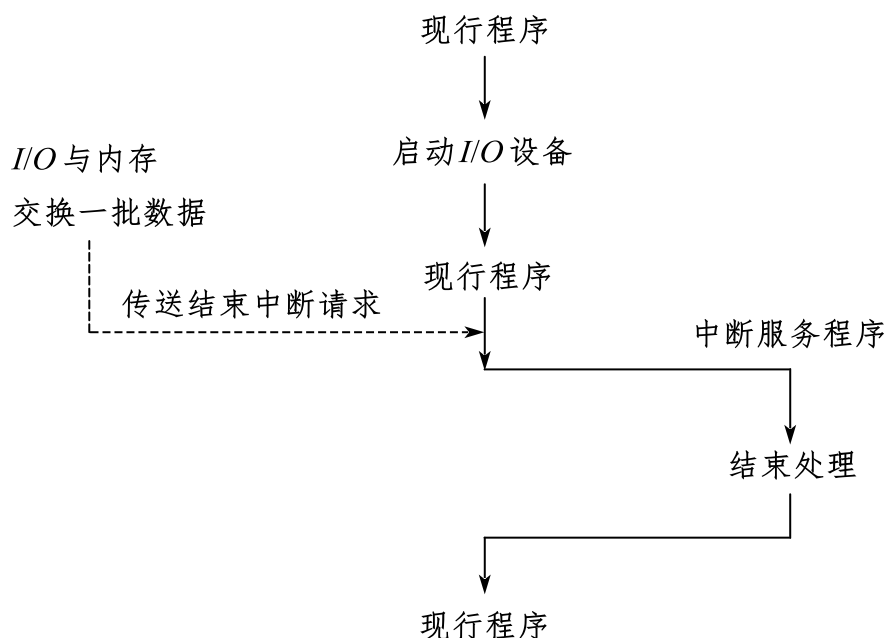 现行程序
启动I/O设备
I/O与内存
交换一批数据
现行程序
传送结束中断请求
中断服务程序
结束处理
现行程序